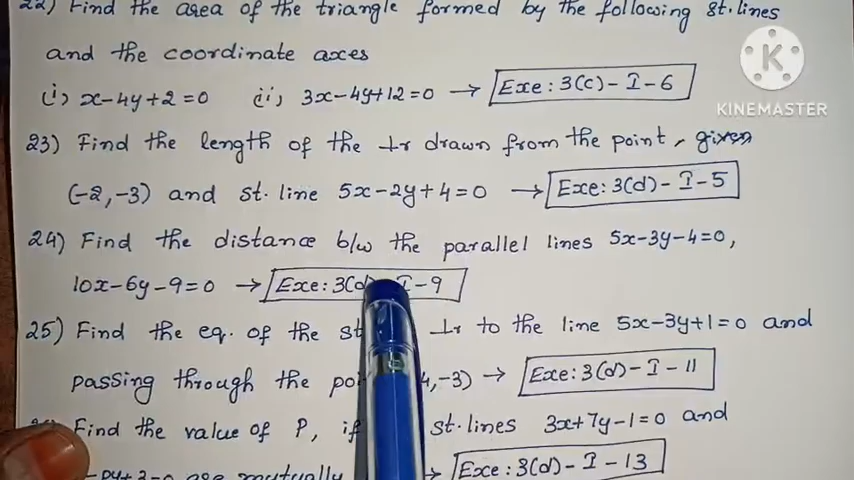 22) Find the area of the triangle formed by the following st. lines
and the coordinate axes
(i) x-4y+2=0 (ii) 3x-4y+12=0 → Exe: 3(c)-I-6
23) Find the length of the ⊥r drawn from the point, given
(-2,-3) and st. line 5x-2y+4=0 → Exe: 3(d)-I-5
24) Find the distance b/w the parallel lines 5x-3y-4=0,
10x-6y-9=0 → Exe: 3(d)-I-9
25) Find the eq. of the st ⊥r to the line 5x-3y+1=0 and
passing through the po 4,-3) → Exe: 3(d)-I-11
Find the value of P, if st. lines 3x+7y-1=0 and
-py+3=0 are mutually → Exe: 3(d)-I-13
K
KINEMASTER